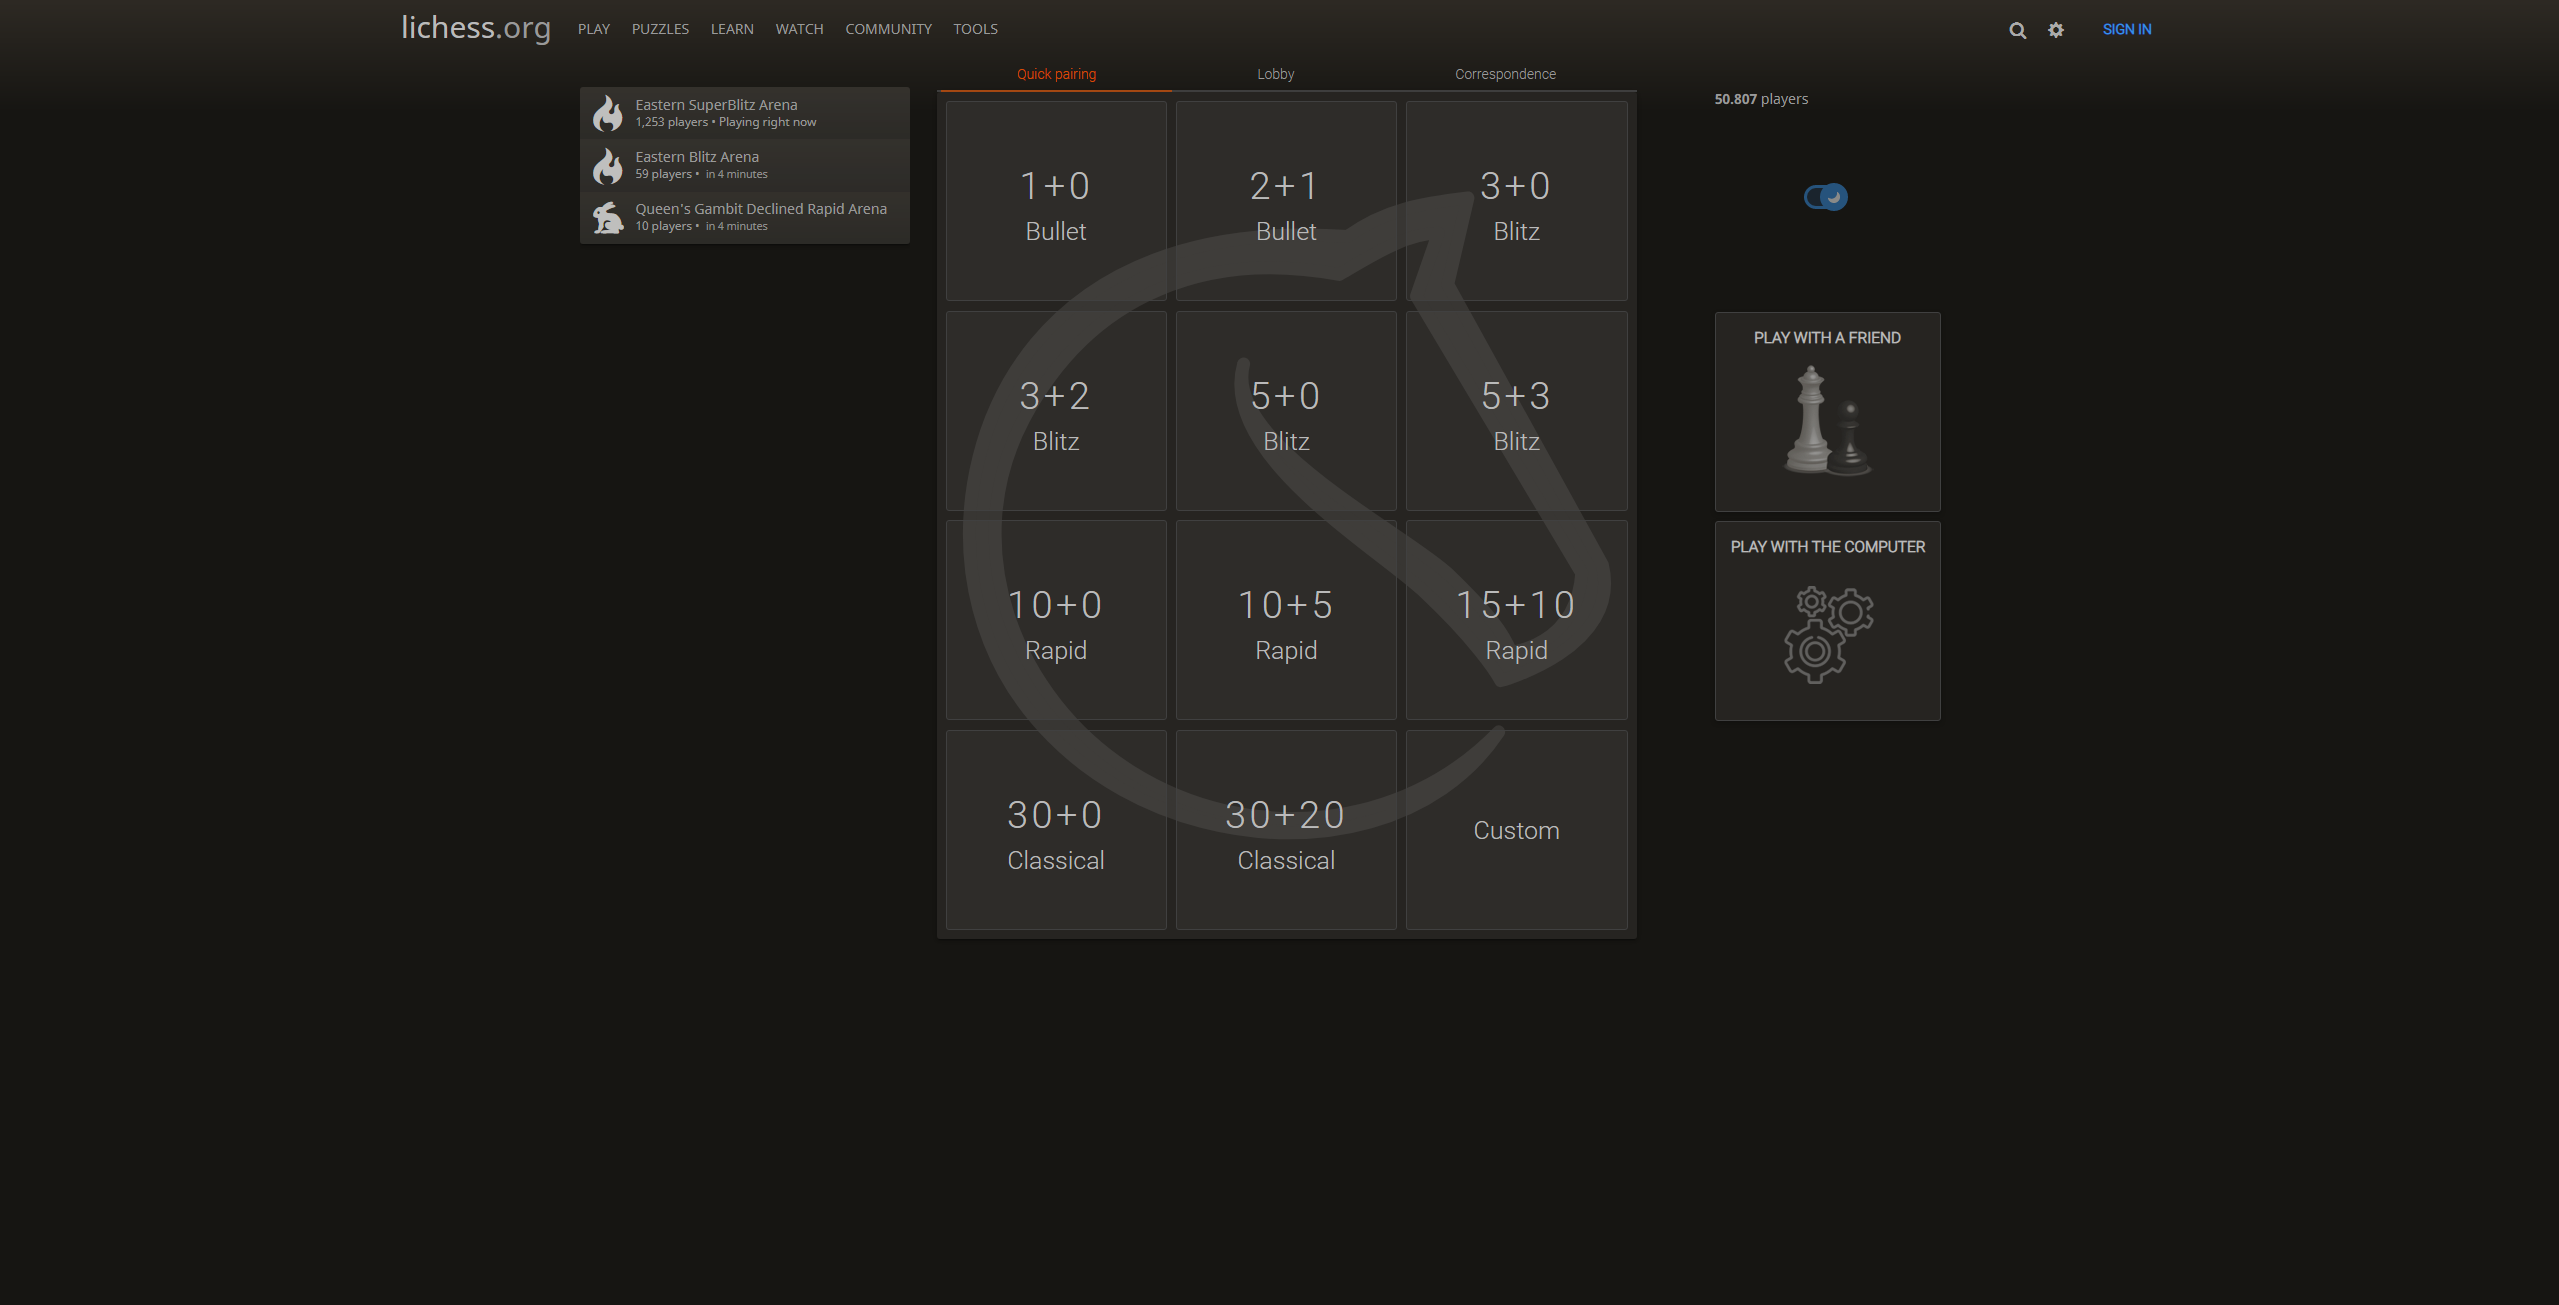 lichess.org
PLAY PUZZLES LEARN WATCH COMMUNITY TOOLS
SIGN IN
Eastern SuperBlitz Arena
1,253 players • Playing right now
Eastern Blitz Arena
59 players • in 4 minutes
Queen's Gambit Declined Rapid Arena
10 players • in 4 minutes
Quick pairing
Lobby
Correspondence
1+0
Bullet
2+1
Bullet
3+0
Blitz
3+2
Blitz
5+0
Blitz
5+3
Blitz
10+0
Rapid
10+5
Rapid
15+10
Rapid
30+0
Classical
30+20
Classical
Custom
50.807 players
PLAY WITH A FRIEND
PLAY WITH THE COMPUTER